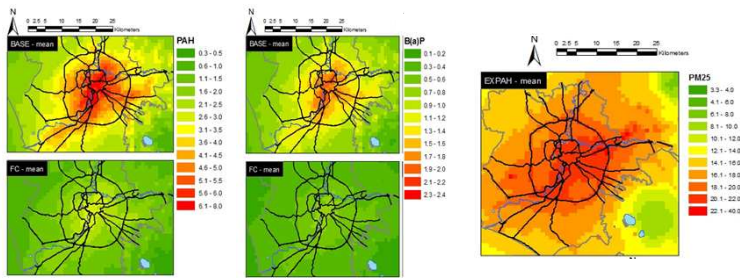 N
0 2.5 5 10 15 20 25
Kilometers
BASE - mean
PAH
0.3 - 0.5
0.6 - 1.0
1.1 - 1.5
1.6 - 2.0
2.1 - 2.5
2.6 - 3.0
3.1 - 3.5
3.6 - 4.0
4.1 - 4.5
4.6 - 5.0
5.1 - 5.5
5.6 - 6.0
6.1 - 8.0
FC - mean
N
0 2.5 5 10 15 20 25
Kilometers
BASE - mean
B(a)P
0.1 - 0.2
0.3 - 0.4
0.5 - 0.6
0.7 - 0.8
0.9 - 1.0
1.1 - 1.2
1.3 - 1.4
1.5 - 1.6
1.7 - 1.8
1.9 - 2.0
2.1 - 2.2
2.3 - 2.4
FC - mean
N
0 2.5 5 10 15 20 25
Kilometers
EXPAH - mean
PM25
3.3 - 4.0
4.1 - 6.0
6.1 - 8.0
8.1 - 10.0
10.1 - 12.0
12.1 - 14.0
14.1 - 16.0
16.1 - 18.0
18.1 - 20.0
20.1 - 22.0
22.1 - 40.0